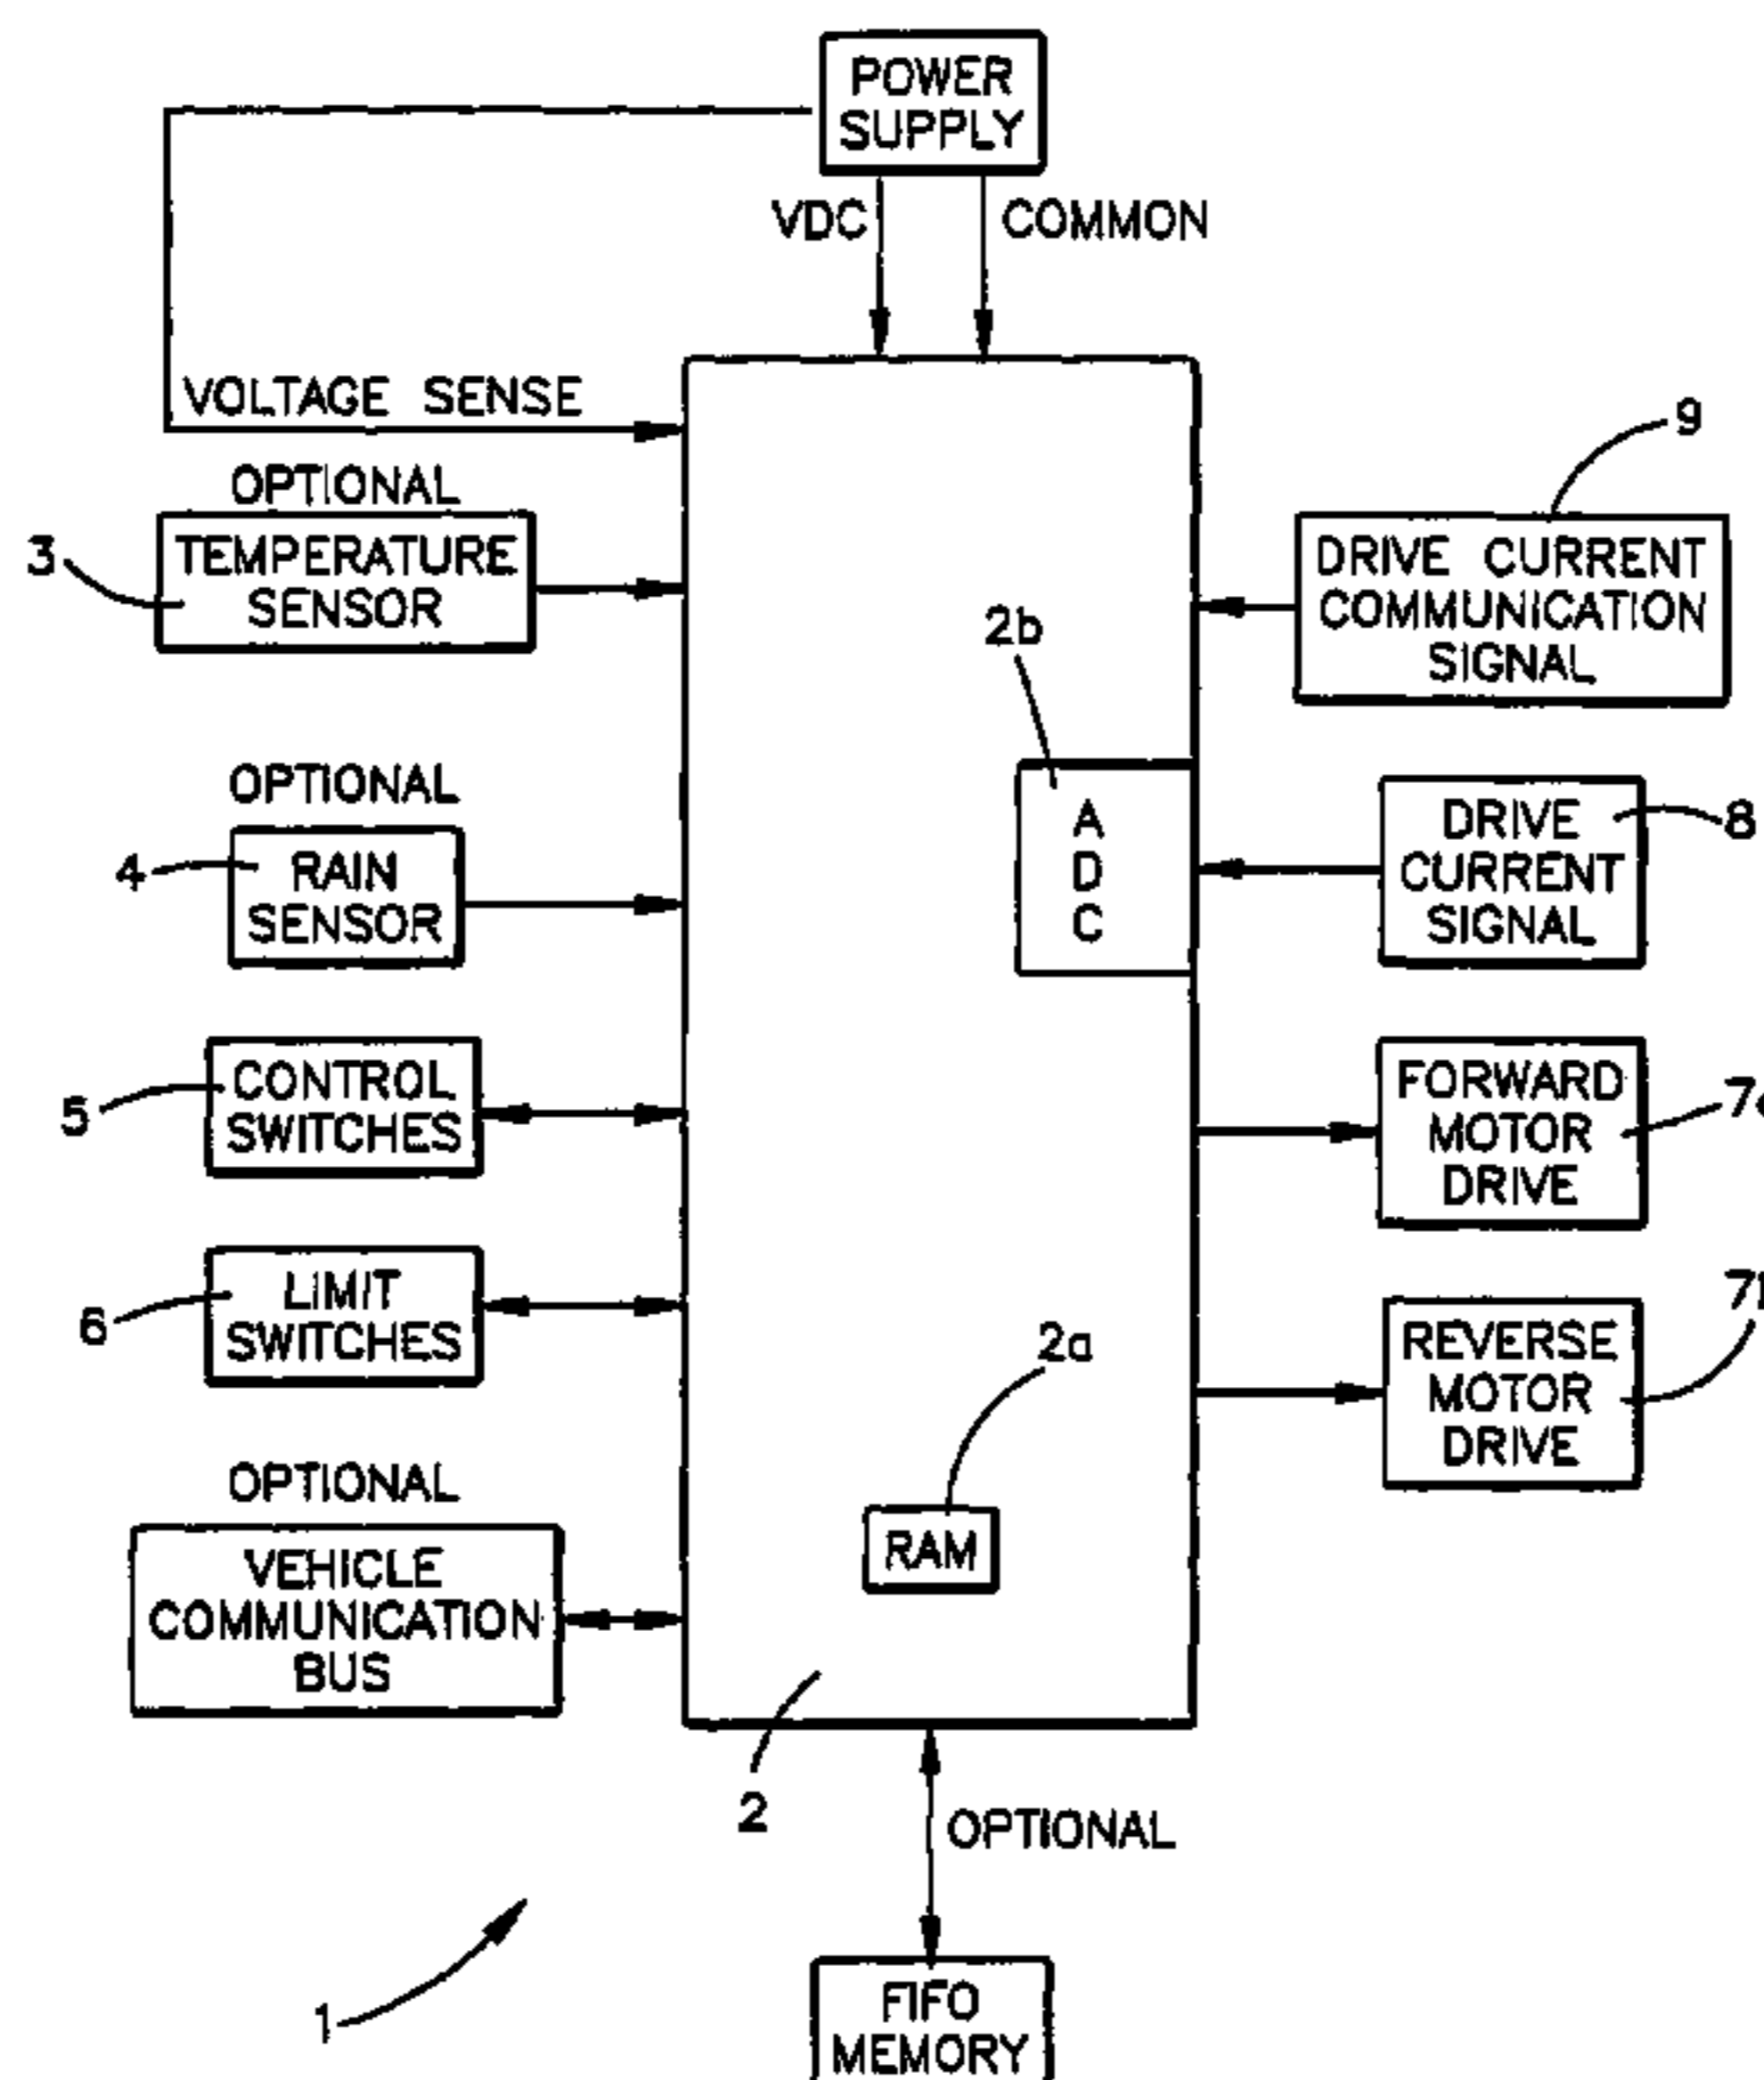 POWER
SUPPLY
VDC
COMMON
VOLTAGE SENSE
OPTIONAL
TEMPERATURE
SENSOR
3
9
DRIVE CURRENT
COMMUNICATION
SIGNAL
2b
A
D
C
OPTIONAL
RAIN
SENSOR
4
DRIVE
CURRENT
SIGNAL
8
CONTROL
SWITCHES
5
FORWARD
MOTOR
DRIVE
LIMIT
SWITCHES
6
REVERSE
MOTOR
DRIVE
2a
RAM
OPTIONAL
VEHICLE
COMMUNICATION
BUS
2
OPTIONAL
1
FIFO
MEMORY